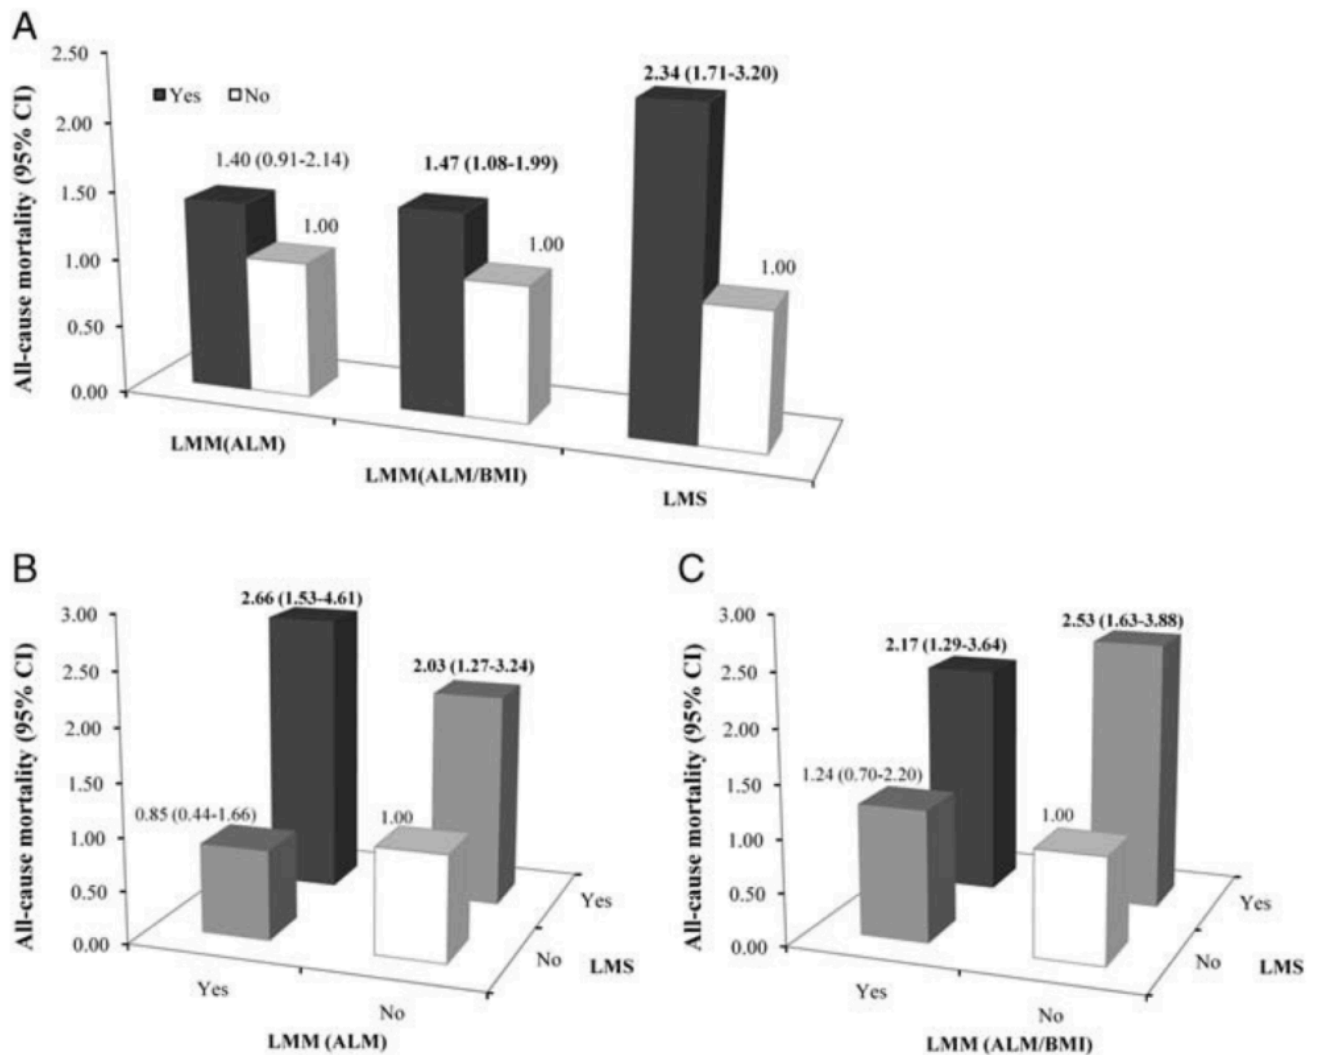 A
All-cause mortality (95% CI)
2.50
2.00
1.50
1.00
0.50
0.00
Yes No
1.40 (0.91-2.14)
1.00
1.47 (1.08-1.99)
1.00
2.34 (1.71-3.20)
1.00
LMM(ALM)
LMM(ALM/BMI)
LMS
B
All-cause mortality (95% CI)
3.00
2.50
2.00
1.50
1.00
0.50
0.00
2.66 (1.53-4.61)
2.03 (1.27-3.24)
0.85 (0.44-1.66)
1.00
Yes
No
LMS
Yes
No
LMM (ALM)
C
All-cause mortality (95% CI)
3.00
2.50
2.00
1.50
1.00
0.50
0.00
2.53 (1.63-3.88)
2.17 (1.29-3.64)
1.24 (0.70-2.20)
1.00
Yes
No
LMS
Yes
No
LMM (ALM/BMI)